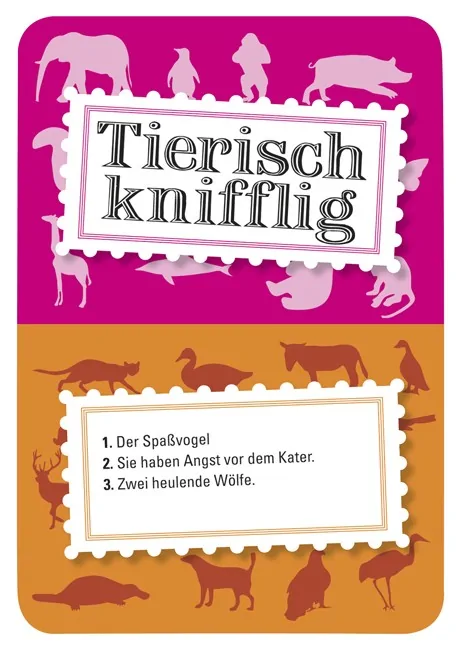 Tierisch
knifflig
1. Der Spaßvogel
2. Sie haben Angst vor dem Kater.
3. Zwei heulende Wölfe.